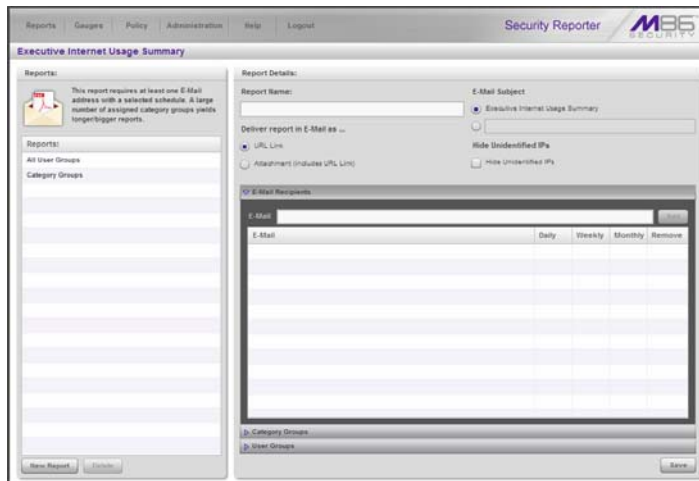 Reports Gauges Policy Administration Help Logout
Security Reporter
M86
SECURITY
Executive Internet Usage Summary
Reports:
This report requires at least one E-Mail
address with a selected schedule. A large
number of assigned category groups yields
longer/bigger reports.
Reports:
All User Groups
Category Groups
New Report Delete
Report Details:
Report Name:
Deliver report in E-Mail as ...
URL Link
Attachment (includes URL Link)
E-Mail Subject
Executive Internet Usage Summary
Hide Unidentified IPs
Hide Unidentified IPs
E-Mail Recipients
E-Mail Add
E-Mail Daily Weekly Monthly Remove
Category Groups
User Groups
Save